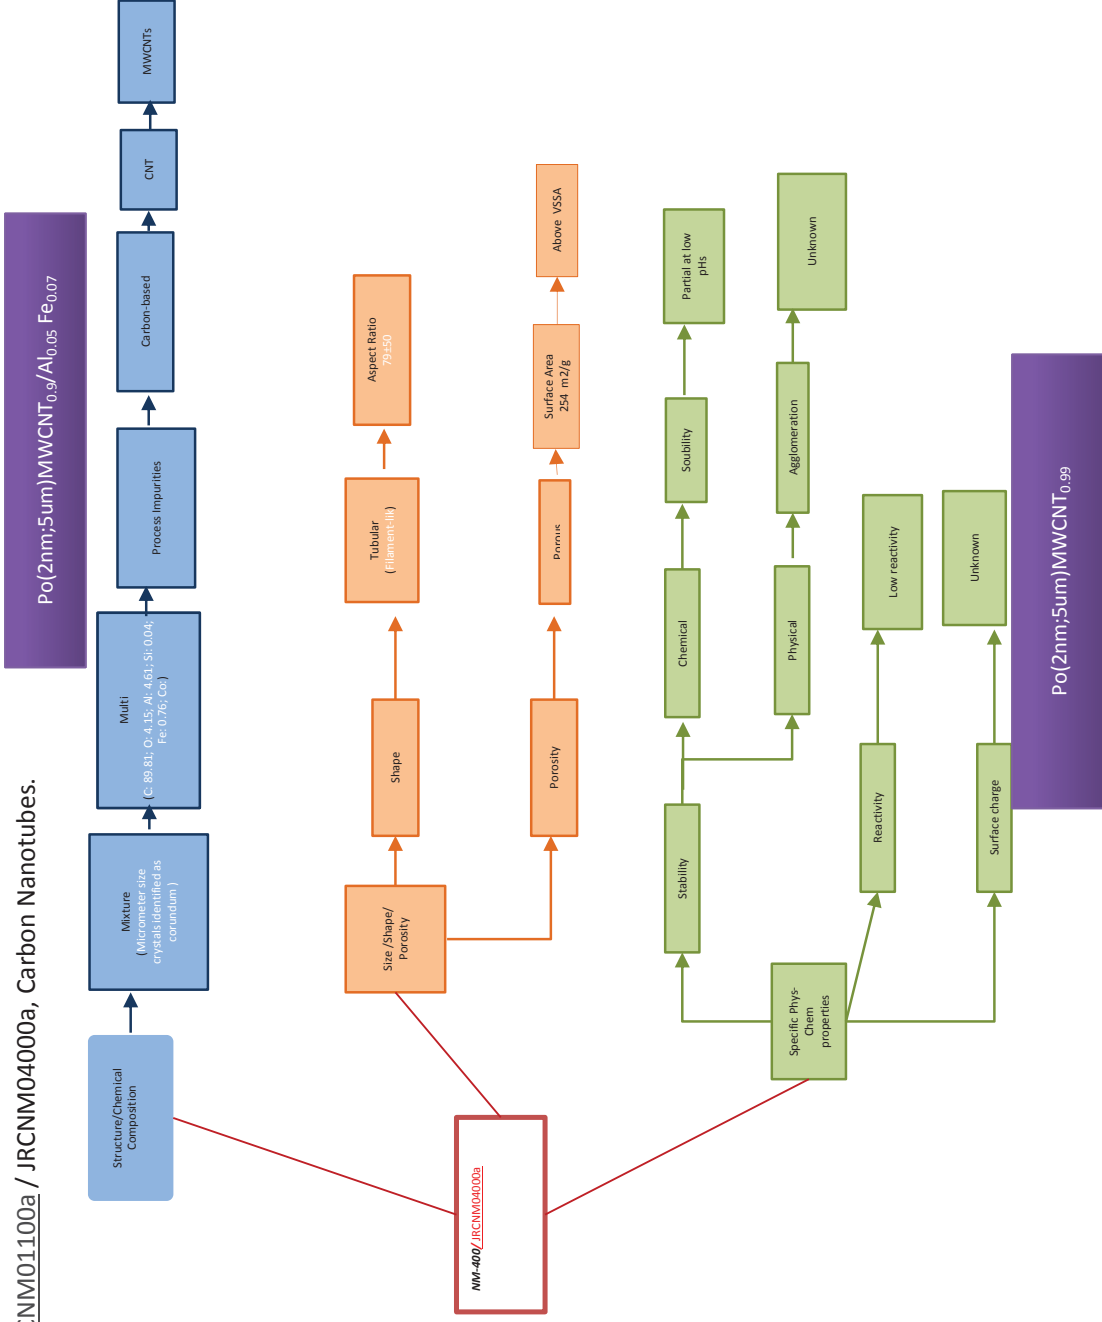 CNM01100a / JRCNM04000a, Carbon Nanotubes.
Po(2nm;5um)MWCNT0.9/Al0.05 Fe0.07
Structure/Chemical
Composition
Mixture
(Micrometer size
crystals identified as
corundum )
Multi
(C: 89.81; O: 4.15; Al: 4.61; Si: 0.04;
Fe: 0.76; Co:)
Process Impurities
Carbon-based
CNT
MWCNTs
Size /Shape/
Porosity
Shape
Tubular
(Filament-lik)
Aspect Ratio
79±50
Porosity
Porous
Surface Area
254 m2/g
Above VSSA
NM-400/JRCNM04000a
Specific Phys-
Chem
properties
Stability
Chemical
Soubility
Partial at low
pHs
Physical
Agglomeration
Unknown
Reactivity
Low reactivity
Surface charge
Unknown
Po(2nm;5um)MWCNT0.99